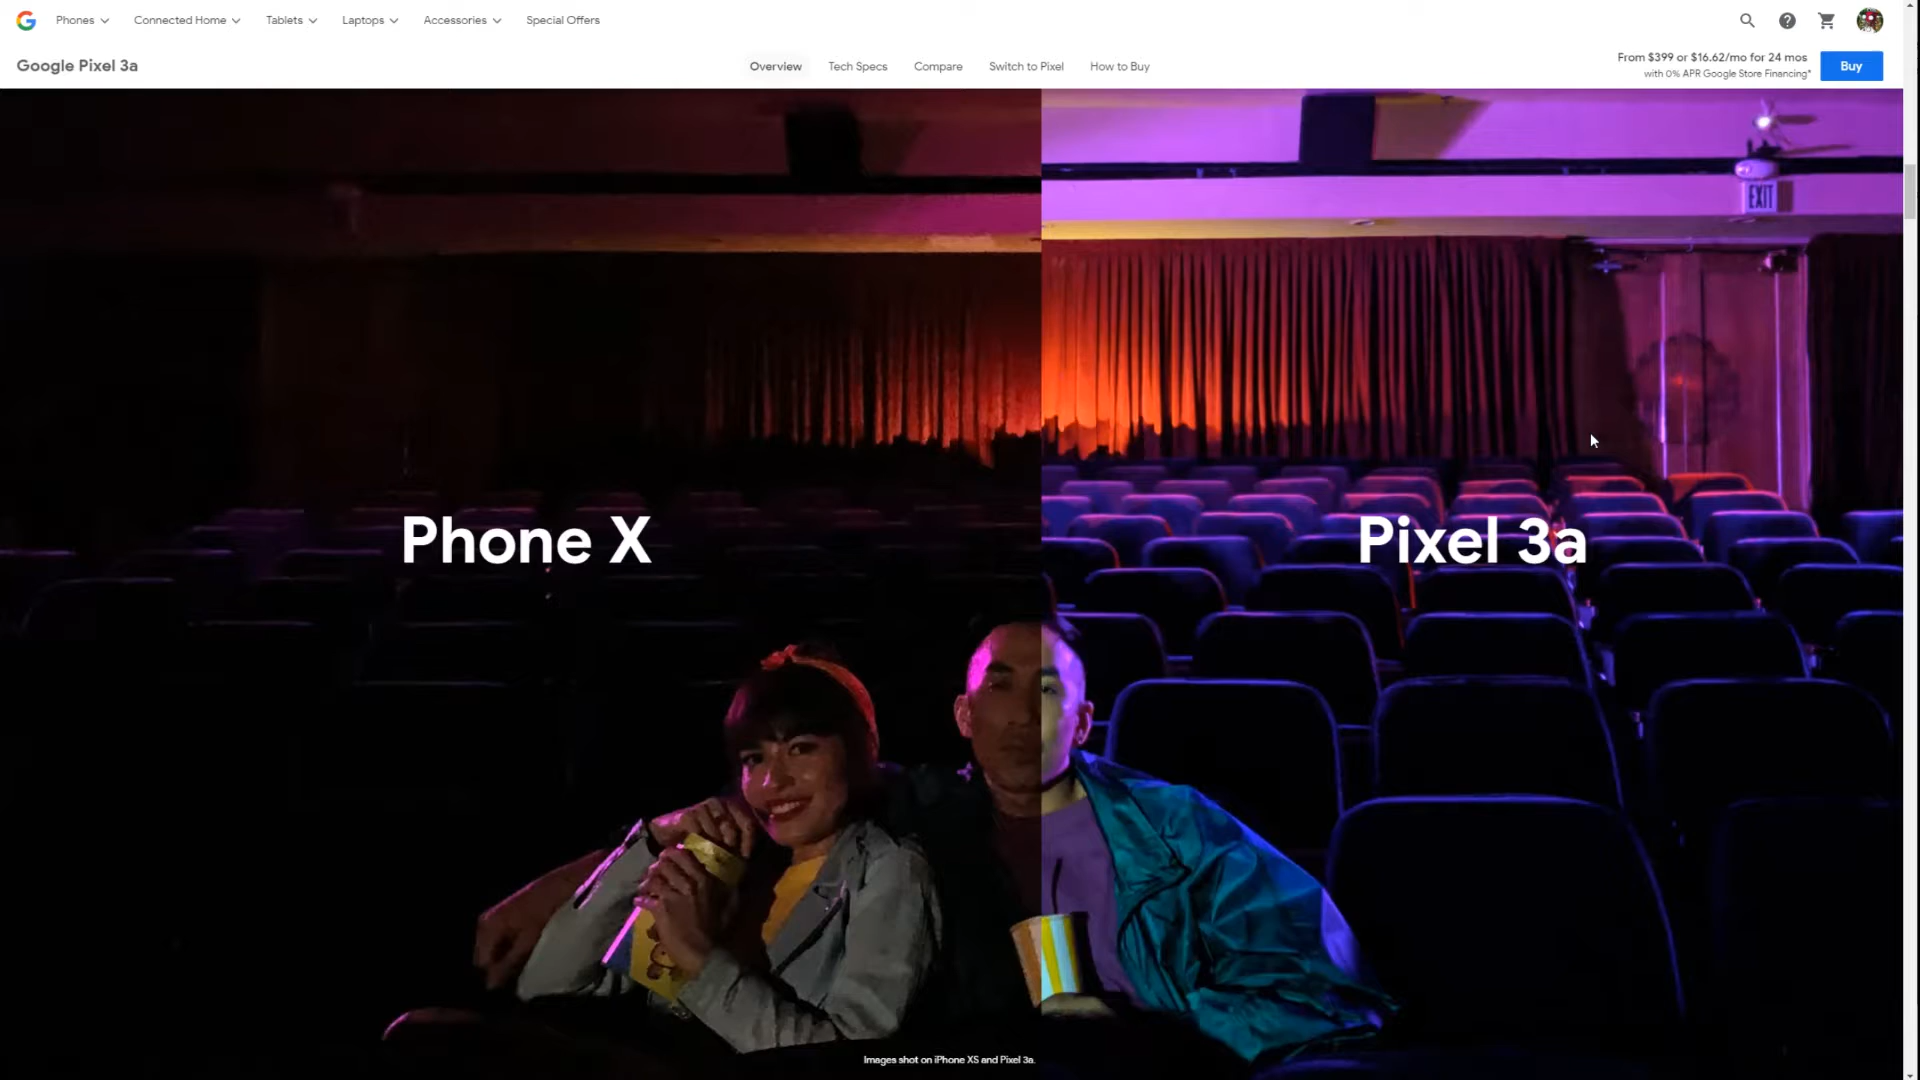 Phones
Connected Home
Tablets
Laptops
Accessories
Special Offers
Google Pixel 3a
Overview
Tech Specs
Compare
Switch to Pixel
How to Buy
From $399 or $16.62/mo for 24 mos
with 0% APR Google Store Financing*
Buy
EXIT
Phone X
Pixel 3a
Images shot on iPhone XS and Pixel 3a.